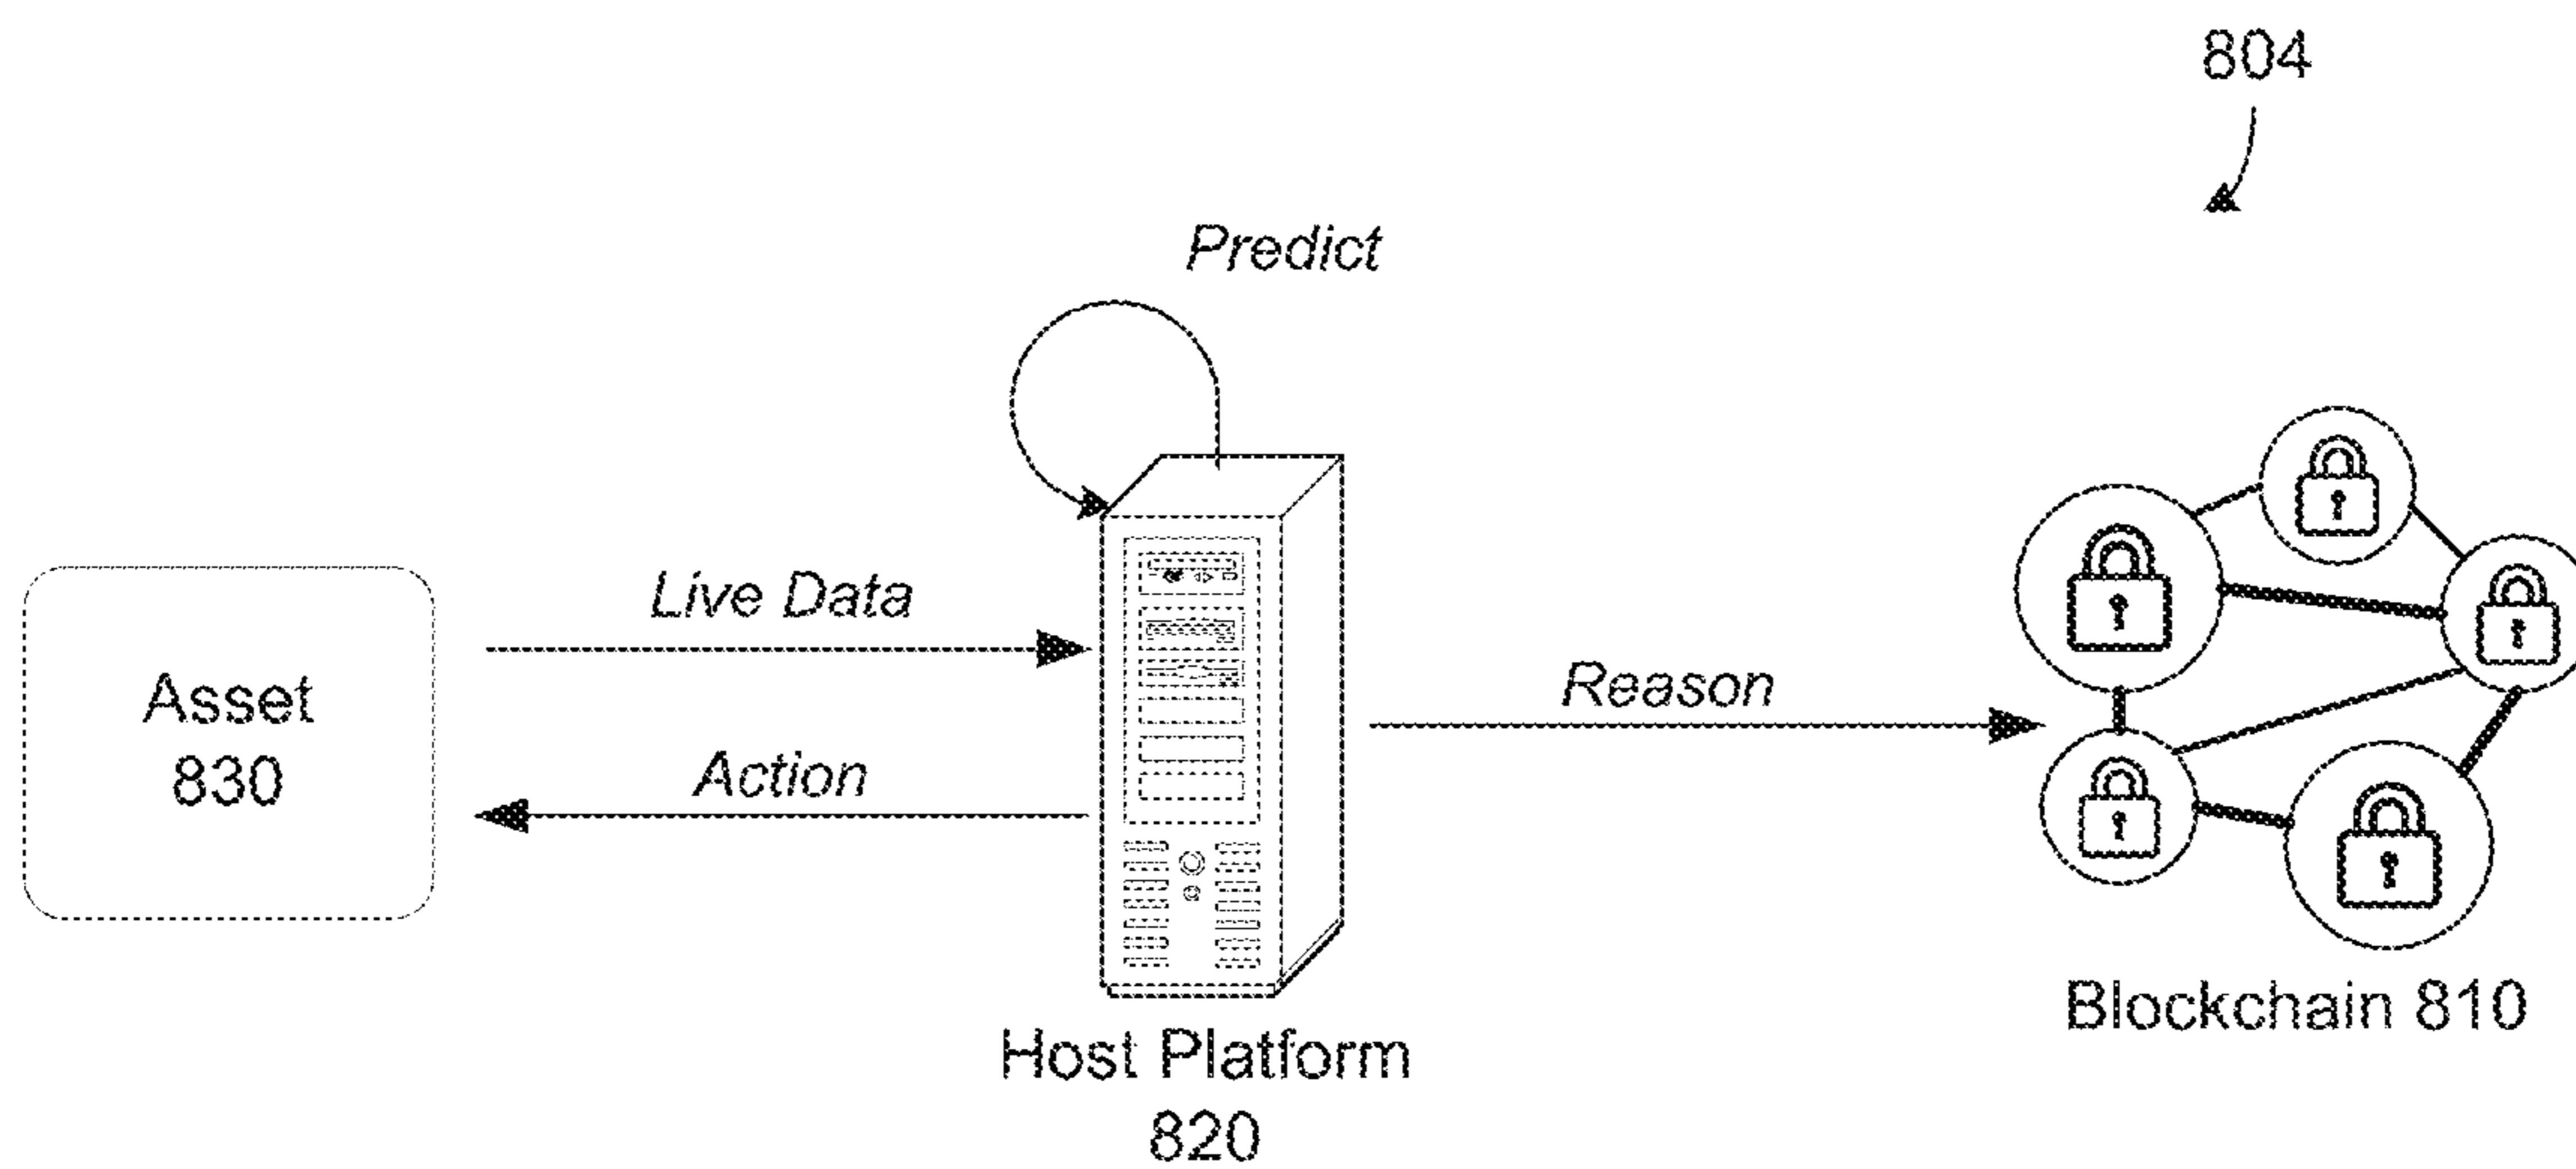 804
Predict
Live Data
Asset
830
Action
Reason
Host Platform
820
Blockchain 810